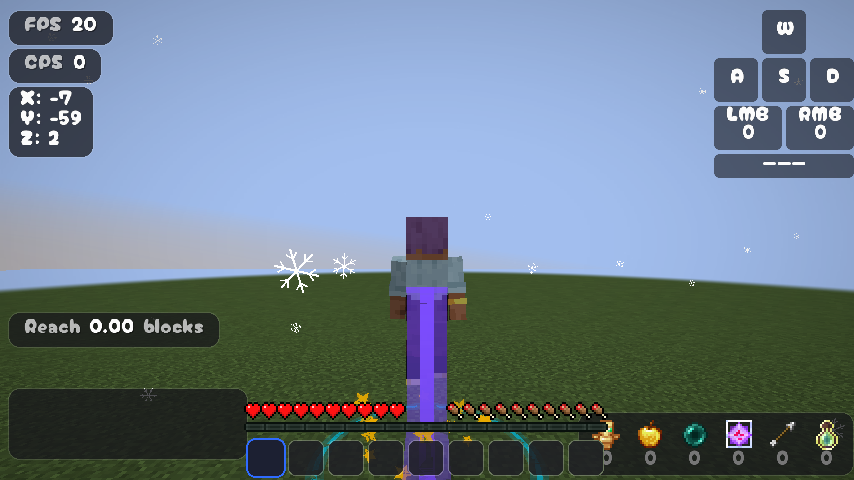 FPS 20
CPS 0
X: -7
Y: -59
Z: 2
W
A S D
LMB RMB
0 0
---
Reach 0.00 blocks
0 0 0 0 0 0